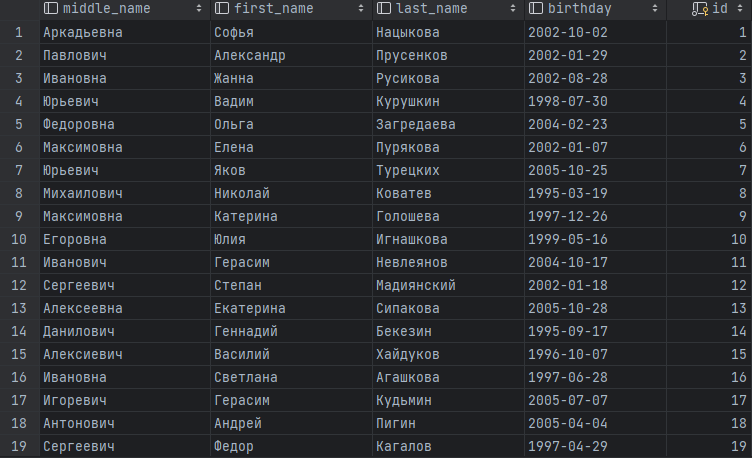 middle_name first_name last_name birthday id
1 Аркадьевна Софья Нацыкова 2002-10-02 1
2 Павлович Александр Прусенков 2002-01-29 2
3 Ивановна Жанна Русикова 2002-08-28 3
4 Юрьевич Вадим Курушкин 1998-07-30 4
5 Федоровна Ольга Загредаева 2004-02-23 5
6 Максимовна Елена Пурякова 2002-01-07 6
7 Юрьевич Яков Турецких 2005-10-25 7
8 Михаилович Николай Коватев 1995-03-19 8
9 Максимовна Катерина Голошева 1997-12-26 9
10 Егоровна Юлия Игнашкова 1999-05-16 10
11 Иванович Герасим Невлеянов 2004-10-17 11
12 Сергеевич Степан Мадиянский 2002-01-18 12
13 Алексеевна Екатерина Сипакова 2005-10-28 13
14 Данилович Геннадий Бекезин 1995-09-17 14
15 Алексиевич Василий Хайдуков 1996-10-07 15
16 Ивановна Светлана Агашкова 1997-06-28 16
17 Игоревич Герасим Кудьмин 2005-07-07 17
18 Антонович Андрей Пигин 2005-04-04 18
19 Сергеевич Федор Кагалов 1997-04-29 19